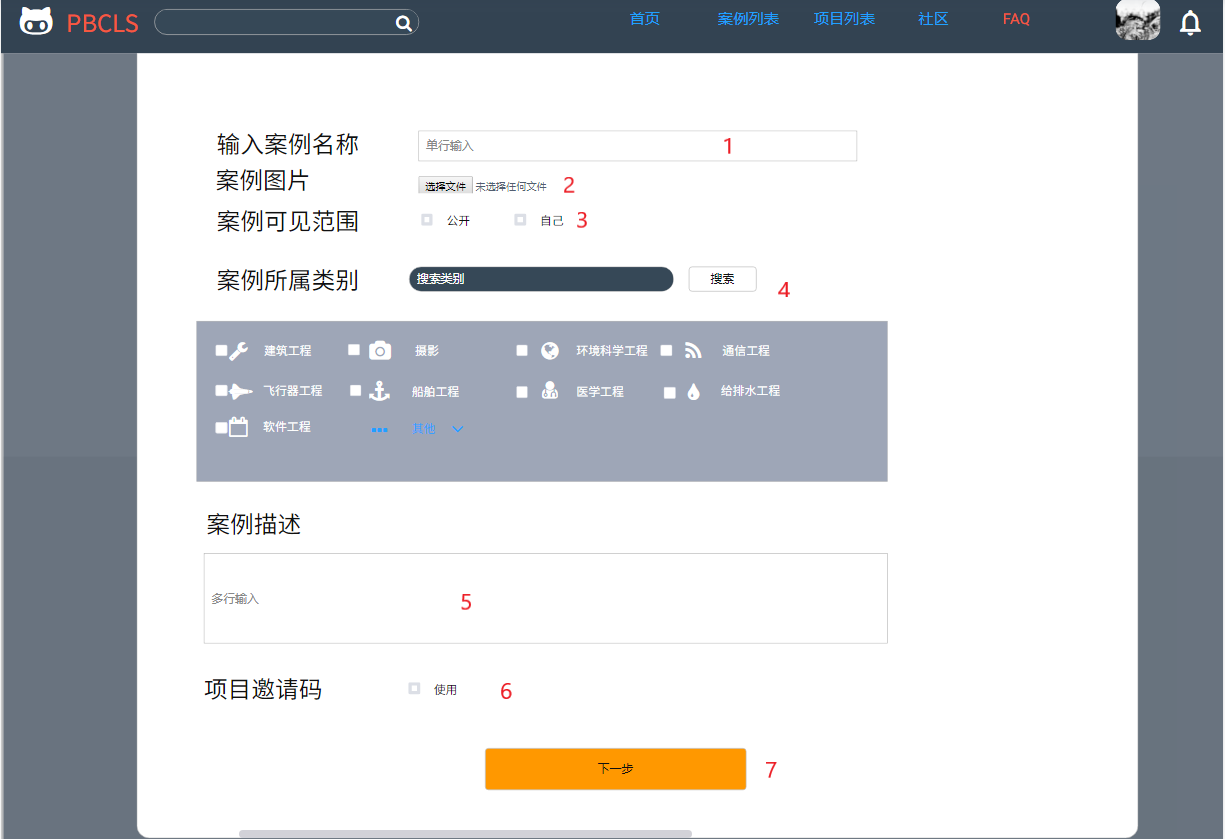 PBCLS 首页 案例列表 项目列表 社区 FAQ
输入案例名称 单行输入 1
案例图片 选择文件 未选择任何文件 2
案例可见范围 公开 自己 3
案例所属类别 搜索类别 搜索 4
建筑工程 摄影 环境科学工程 通信工程
飞行器工程 船舶工程 医学工程 给排水工程
软件工程 其他
案例描述
多行输入 5
项目邀请码 使用 6
下一步 7